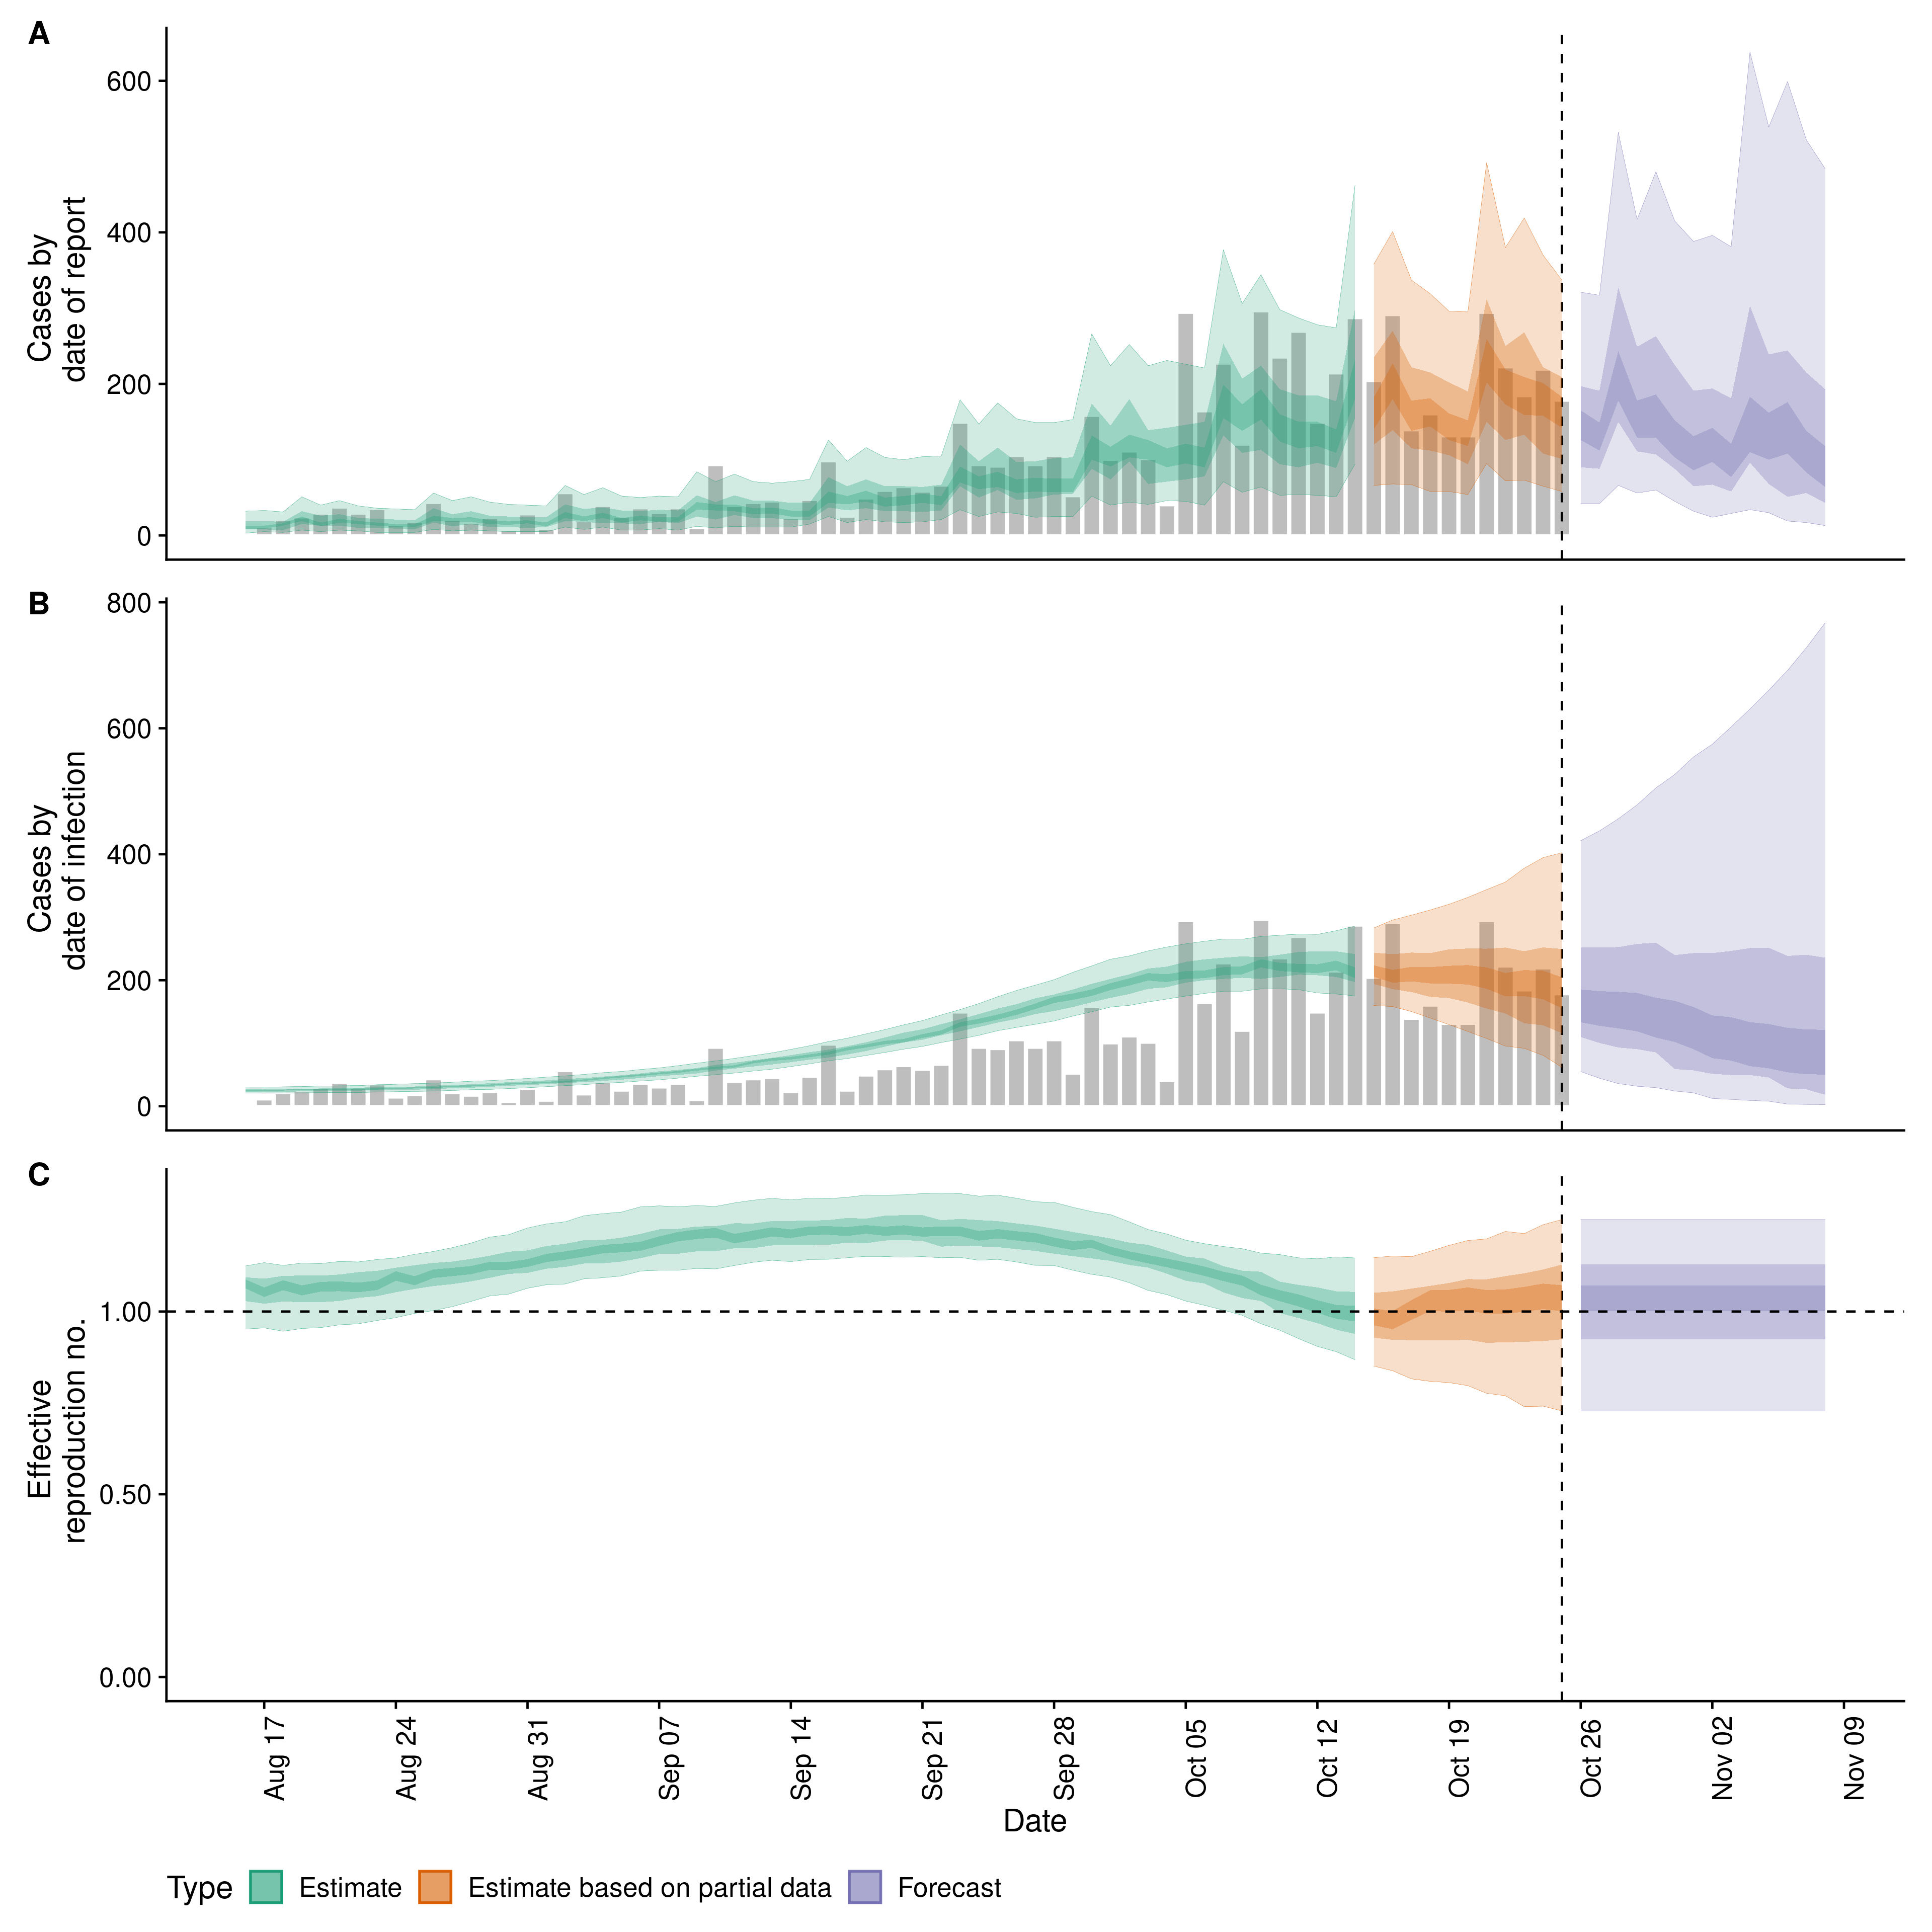 A
600
400
200
0
Cases by
date of report
B
800
600
400
200
0
Cases by
date of infection
C
1.00
0.50
0.00
Effective
reproduction no.
Aug 17
Aug 24
Aug 31
Sep 07
Sep 14
Sep 21
Sep 28
Oct 05
Oct 12
Oct 19
Oct 26
Nov 02
Nov 09
Date
Type Estimate Estimate based on partial data Forecast